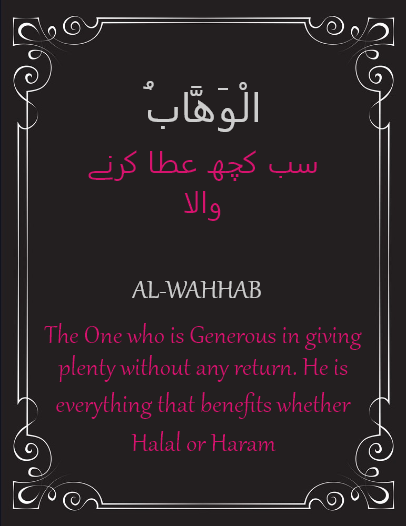 الْوَهَّاب ُ
سب کچھ عطا کرنے
والا
AL-WAHHAB
The One who is Generous in giving
plenty without any return. He is
everything that benefits whether
Halal or Haram